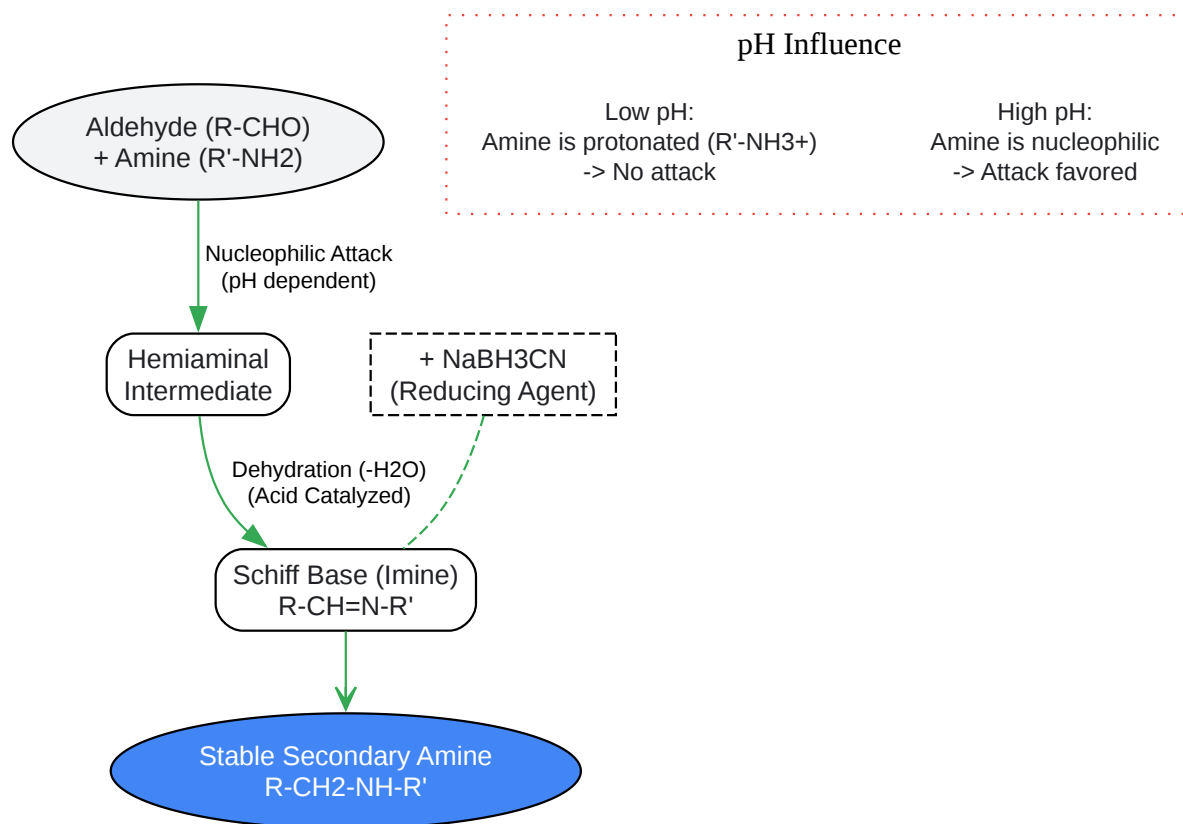 pH Influence
Low pH:
Amine is protonated (R'-NH3+)
-> No attack
High pH:
Amine is nucleophilic
-> Attack favored
Aldehyde (R-CHO)
+ Amine (R'-NH2)
Nucleophilic Attack
(pH dependent)
Hemiaminal
Intermediate
+ NaBH3CN
(Reducing Agent)
Dehydration (-H2O)
(Acid Catalyzed)
Schiff Base (Imine)
R-CH=N-R'
Stable Secondary Amine
R-CH2-NH-R'